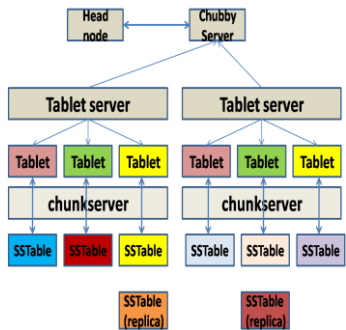 Head
node
Chubby
Server
Tablet server
Tablet server
Tablet
Tablet
Tablet
Tablet
Tablet
Tablet
chunkserver
chunkserver
SSTable
SSTable
SSTable
SSTable
SSTable
SSTable
SSTable
(replica)
SSTable
(replica)